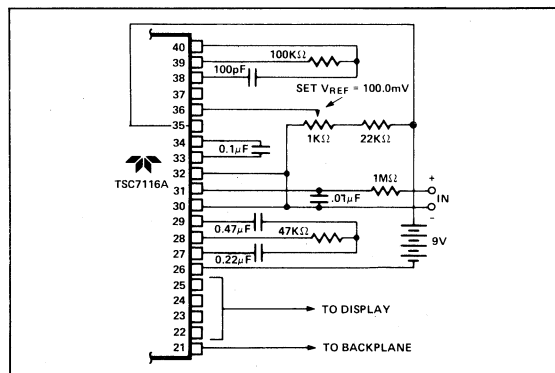 40
39
38
37
36
35
34
33
32
31
30
29
28
27
26
25
24
23
22
21
TSC7116A
100KΩ
100pF
SET VREF = 100.0mV
1KΩ
22KΩ
0.1µF
1MΩ
+
IN
−
.01µF
0.47µF
47KΩ
0.22µF
9V
TO DISPLAY
TO BACKPLANE